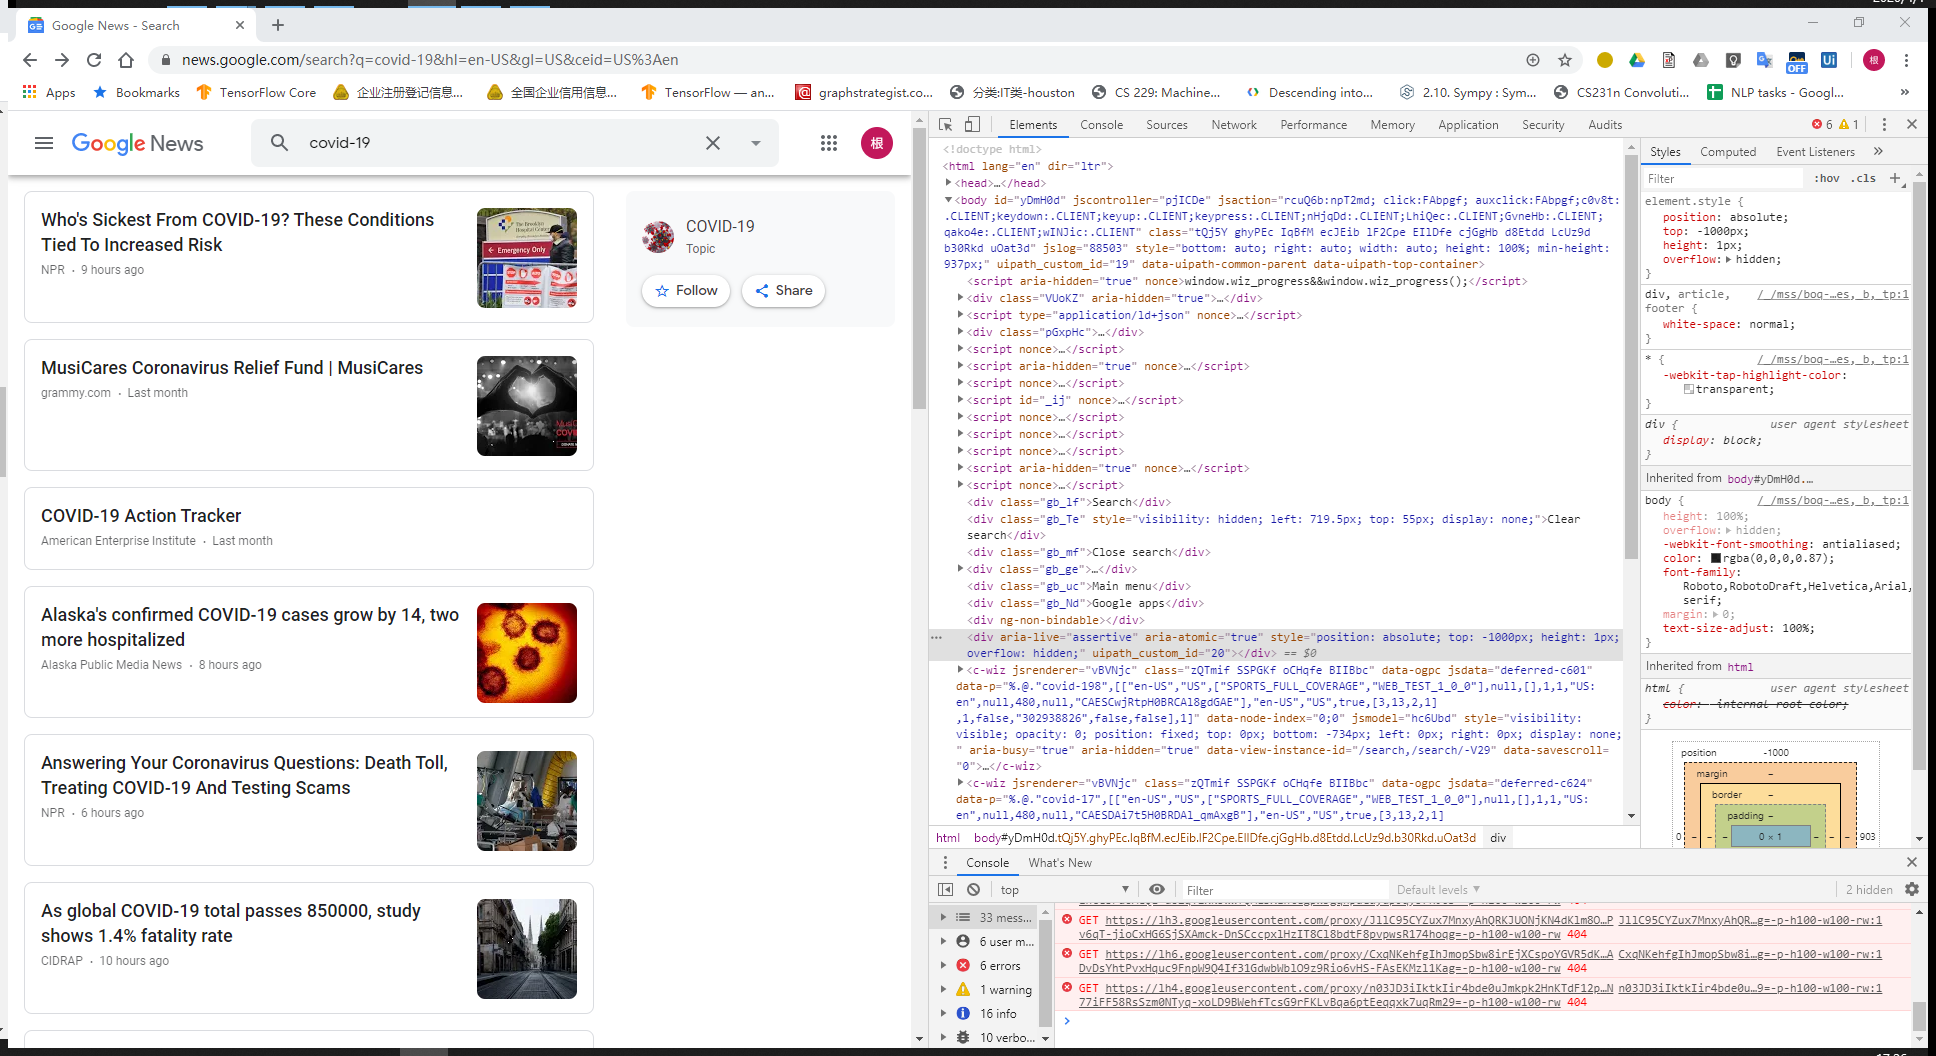 Google News - Search
news.google.com/search?q=covid-19&hl=en-US&gl=US&ceid=US%3Aen
OFF
Ui
根
Apps
Bookmarks
TensorFlow Core
企业注册登记信息...
全国企业信用信息...
TensorFlow — an...
graphstrategist.co...
分类:IT类-houston
CS 229: Machine...
Descending into...
2.10. Sympy : Sym...
CS231n Convoluti...
NLP tasks - Googl...
Google News
covid-19
根
Who's Sickest From COVID-19? These Conditions
Tied To Increased Risk
NPR · 9 hours ago
Emergency Only
MusiCares Coronavirus Relief Fund | MusiCares
grammy.com · Last month
COVID-19 Action Tracker
American Enterprise Institute · Last month
Alaska's confirmed COVID-19 cases grow by 14, two
more hospitalized
Alaska Public Media News · 8 hours ago
Answering Your Coronavirus Questions: Death Toll,
Treating COVID-19 And Testing Scams
NPR · 6 hours ago
As global COVID-19 total passes 850000, study
shows 1.4% fatality rate
CIDRAP · 10 hours ago
COVID-19
Topic
Follow
Share
Elements
Console
Sources
Network
Performance
Memory
Application
Security
Audits
6
1
<!doctype html>
<html lang="en" dir="ltr">
<head>…</head>
<body id="yDmH0d" jscontroller="pjICDe" jsaction="rcuQ6b:npT2md; click:FAbpgf; auxclick:FAbpgf;c0v8t:
.CLIENT;keydown:.CLIENT;keyup:.CLIENT;keypress:.CLIENT;nHjqDd:.CLIENT;LhiQec:.CLIENT;GvneHb:.CLIENT;
qako4e:.CLIENT;wINJic:.CLIENT" class="tQj5Y ghyPEc IqBfM ecJEib lF2Cpe EIlDfe cjGgHb d8Etdd LcUz9d
b30Rkd uOat3d" jslog="88503" style="bottom: auto; right: auto; width: auto; height: 100%; min-height:
937px;" uipath_custom_id="19" data-uipath-common-parent data-uipath-top-container>
<script aria-hidden="true" nonce>window.wiz_progress&&window.wiz_progress();</script>
<div class="VUoKZ" aria-hidden="true">…</div>
<script type="application/ld+json" nonce>…</script>
<div class="pGxpHc">…</div>
<script nonce>…</script>
<script aria-hidden="true" nonce>…</script>
<script nonce>…</script>
<script id="_ij" nonce>…</script>
<script nonce>…</script>
<script nonce>…</script>
<script nonce>…</script>
<script aria-hidden="true" nonce>…</script>
<script nonce>…</script>
<div class="gb_lf">Search</div>
<div class="gb_Te" style="visibility: hidden; left: 719.5px; top: 55px; display: none;">Clear
search</div>
<div class="gb_mf">Close search</div>
<div class="gb_ge">…</div>
<div class="gb_uc">Main menu</div>
<div class="gb_Nd">Google apps</div>
<div ng-non-bindable></div>
<div aria-live="assertive" aria-atomic="true" style="position: absolute; top: -1000px; height: 1px;
overflow: hidden;" uipath_custom_id="20"></div> == $0
<c-wiz jsrenderer="vBVNjc" class="zQTmif SSPGKf oCHqfe BIIBbc" data-ogpc jsdata="deferred-c601"
data-p="%.@."covid-198",[["en-US","US",["SPORTS_FULL_COVERAGE","WEB_TEST_1_0_0"],null,[],1,1,"US:
en",null,480,null,"CAESCwjRtpH0BRCAl8gdGAE"],"en-US","US",true,[3,13,2,1]
,1,false,"302938826",false,false],1]" data-node-index="0;0" jsmodel="hc6Ubd" style="visibility:
visible; opacity: 0; position: fixed; top: 0px; bottom: -734px; left: 0px; right: 0px; display: none;
" aria-busy="true" aria-hidden="true" data-view-instance-id="/search,/search/-V29" data-savescroll=
"0">…</c-wiz>
<c-wiz jsrenderer="vBVNjc" class="zQTmif SSPGKf oCHqfe BIIBbc" data-ogpc jsdata="deferred-c624"
data-p="%.@."covid-17",[["en-US","US",["SPORTS_FULL_COVERAGE","WEB_TEST_1_0_0"],null,[],1,1,"US:
en",null,480,null,"CAESDAi7t5H0BRDAl_qmAxgB"],"en-US","US",true,[3,13,2,1]
html body#yDmH0d.tQj5Y.ghyPEc.IqBfM.ecJEib.lF2Cpe.EIlDfe.cjGgHb.d8Etdd.LcUz9d.b30Rkd.uOat3d div
Styles
Computed
Event Listeners
Filter
:hov .cls
element.style {
position: absolute;
top: -1000px;
height: 1px;
overflow: hidden;
}
div, article, /_/mss/boq-…es,_b,_tp:1
footer {
white-space: normal;
}
* { /_/mss/boq-…es,_b,_tp:1
-webkit-tap-highlight-color:
transparent;
}
div { user agent stylesheet
display: block;
}
Inherited from body#yDmH0d.…
body { /_/mss/boq-…es,_b,_tp:1
height: 100%;
overflow: hidden;
-webkit-font-smoothing: antialiased;
color: rgba(0,0,0,0.87);
font-family:
Roboto,RobotoDraft,Helvetica,Arial,
serif;
margin: 0;
text-size-adjust: 100%;
}
Inherited from html
html { user agent stylesheet
color: -internal-root-color;
}
position -1000
margin –
border –
padding –
0 – – – 0 × 1 – – – 903
Console
What's New
top
Filter
Default levels
2 hidden
33 mess...
6 user m...
6 errors
1 warning
16 info
10 verbo...
404
GET https://lh3.googleusercontent.com/proxy/JllC95CYZux7MnxyAhQRKJUONjKN4dKlm8O…P JllC95CYZux7MnxyAhQR…g=-p-h100-w100-rw:1
v6qT-jioCxHG6SjSXAmck-DnSCccpxlHzIT8Cl8bdtF8pvpwsR174hoqg=-p-h100-w100-rw 404
GET https://lh6.googleusercontent.com/proxy/CxqNKehfgIhJmopSbw8irEjXCspoYGVR5dK…A CxqNKehfgIhJmopSbw8i…g=-p-h100-w100-rw:1
DvDsYhtPvxHquc9FnpW9Q4If31GdwbWblO9z9Rio6vHS-FAsEKMzl1Kag=-p-h100-w100-rw 404
GET https://lh4.googleusercontent.com/proxy/n03JD3iIktkIir4bde0uJmkpk2HnKTdF12p…N n03JD3iIktkIir4bde0u…9=-p-h100-w100-rw:1
77iFF58RsSzm0NTyg-xoLD9BWehfTcsG9rFKLvBqa6ptEeqqxk7uqRm29=-p-h100-w100-rw 404